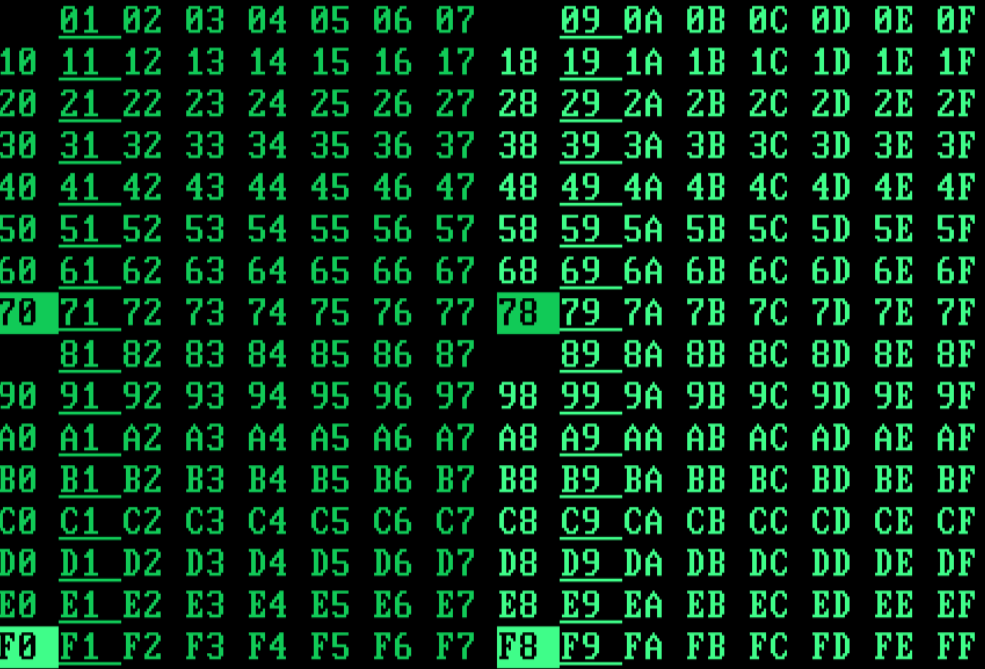 01 02 03 04 05 06 07 09 0A 0B 0C 0D 0E 0F
10 11 12 13 14 15 16 17 18 19 1A 1B 1C 1D 1E 1F
20 21 22 23 24 25 26 27 28 29 2A 2B 2C 2D 2E 2F
30 31 32 33 34 35 36 37 38 39 3A 3B 3C 3D 3E 3F
40 41 42 43 44 45 46 47 48 49 4A 4B 4C 4D 4E 4F
50 51 52 53 54 55 56 57 58 59 5A 5B 5C 5D 5E 5F
60 61 62 63 64 65 66 67 68 69 6A 6B 6C 6D 6E 6F
70 71 72 73 74 75 76 77 78 79 7A 7B 7C 7D 7E 7F
81 82 83 84 85 86 87 89 8A 8B 8C 8D 8E 8F
90 91 92 93 94 95 96 97 98 99 9A 9B 9C 9D 9E 9F
A0 A1 A2 A3 A4 A5 A6 A7 A8 A9 AA AB AC AD AE AF
B0 B1 B2 B3 B4 B5 B6 B7 B8 B9 BA BB BC BD BE BF
C0 C1 C2 C3 C4 C5 C6 C7 C8 C9 CA CB CC CD CE CF
D0 D1 D2 D3 D4 D5 D6 D7 D8 D9 DA DB DC DD DE DF
E0 E1 E2 E3 E4 E5 E6 E7 E8 E9 EA EB EC ED EE EF
F0 F1 F2 F3 F4 F5 F6 F7 F8 F9 FA FB FC FD FE FF